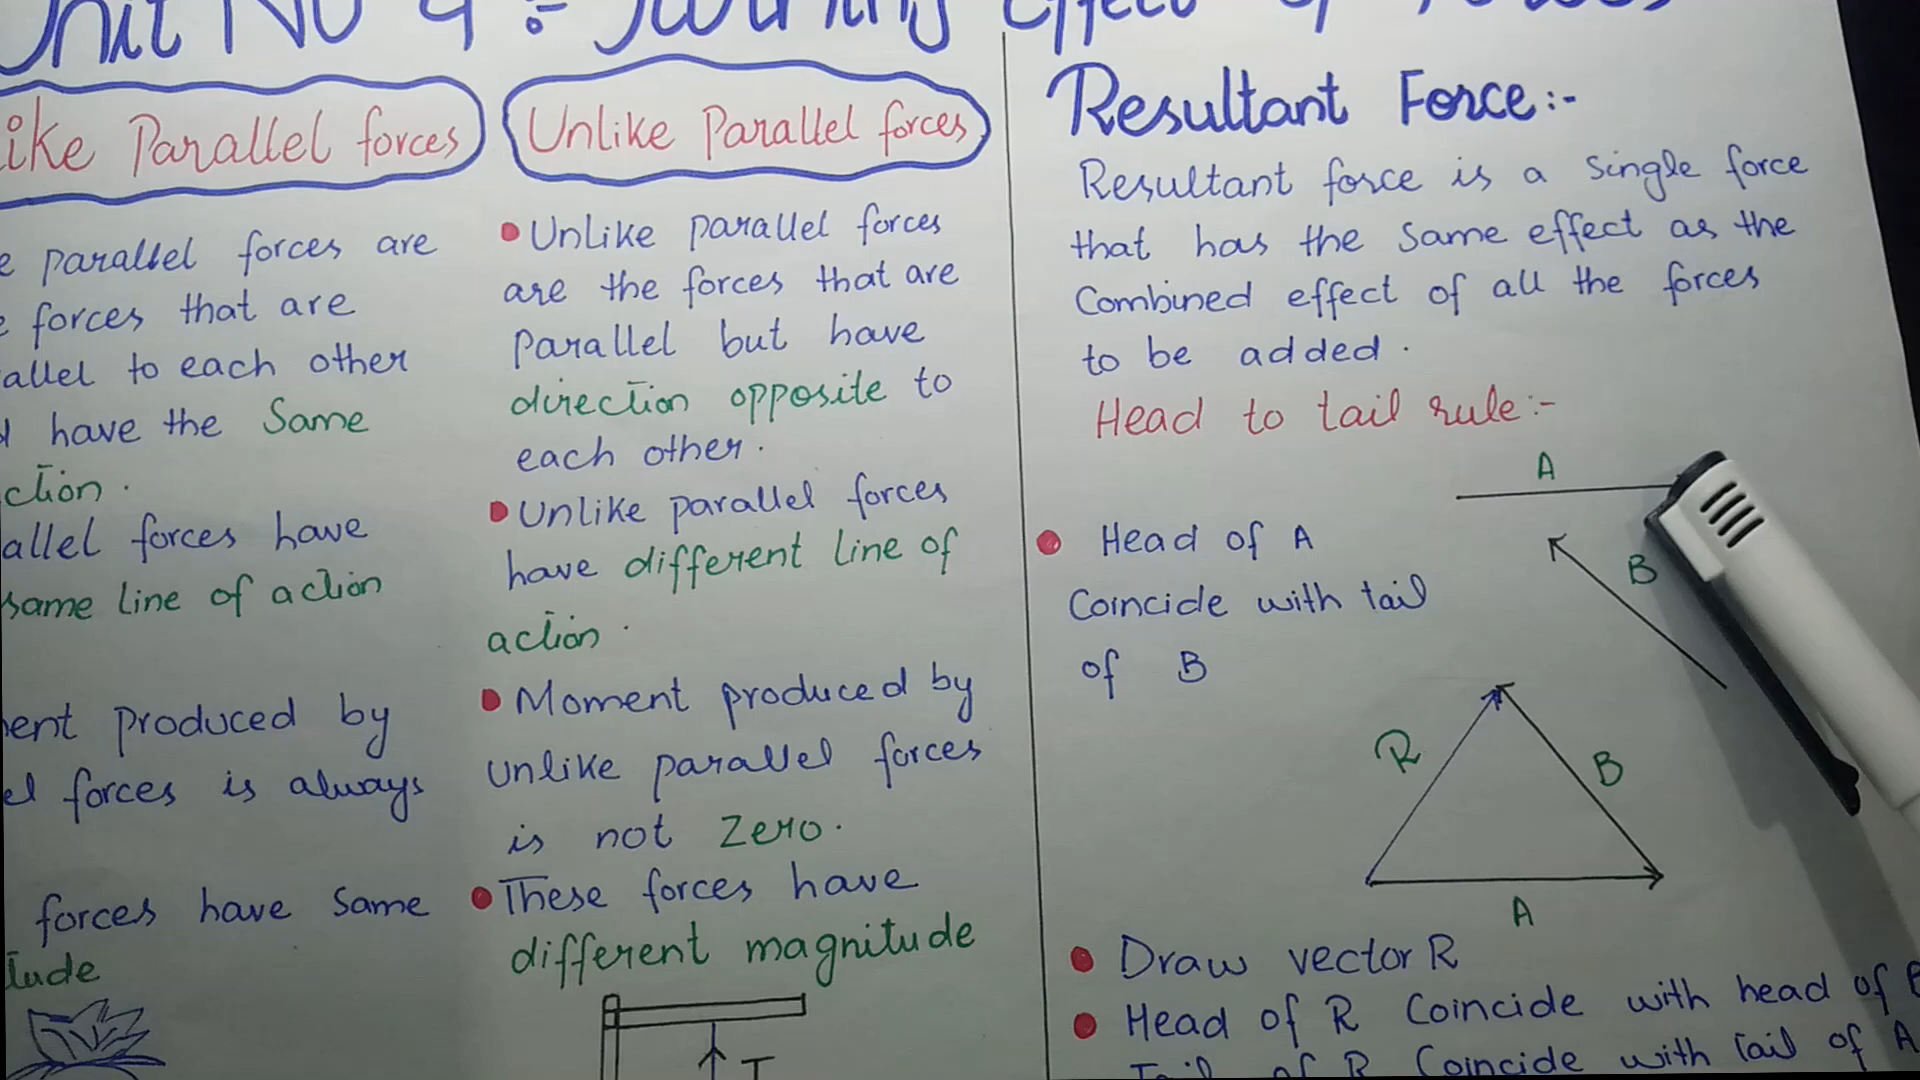 Unit No 4 :- Turning Effect of Forces
Like Parallel forces
parallel forces are
forces that are
to each other
have the Same
allel forces have
same line of action
produced by
forces is always
forces have Same
Unlike Parallel forces
Unlike parallel forces
are the forces that are
Parallel but have
direction opposite to
each other.
Unlike parallel forces
have different line of
action.
Moment produced by
unlike parallel forces
is not Zero.
These forces have
different magnitude
T
Resultant Force:-
Resultant force is a Single force
that has the Same effect as the
Combined effect of all the forces
to be added.
Head to tail rule:-
A
B
Head of A
Coincide with tail
of B
R
B
A
Draw vector R
Head of R Coincide with head of B
Tail of R Coincide with Tail of A